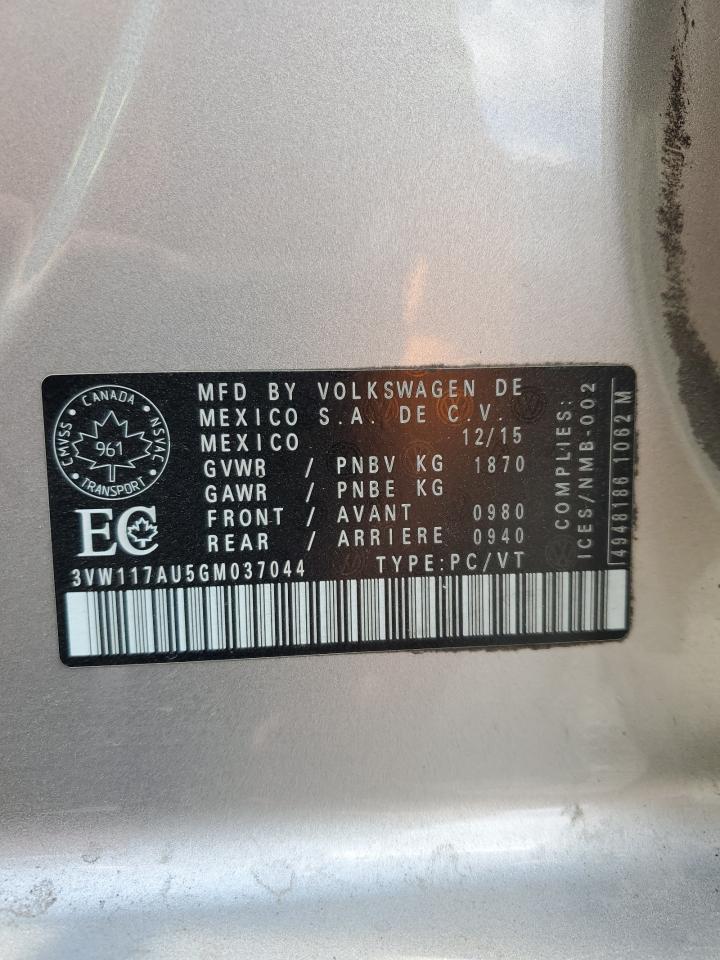 CANADA
CMVSS
NSVAC
961
TRANSPORT
EC
MFD BY VOLKSWAGEN DE
MEXICO S.A. DE C.V.
MEXICO 12/15
GVWR / PNBV KG 1870
GAWR / PNBE KG
FRONT / AVANT 0980
REAR / ARRIERE 0940
3VW117AU5GM037044 TYPE:PC/VT
COMPLIES:
ICES/NMB-002
4948186 1062 M